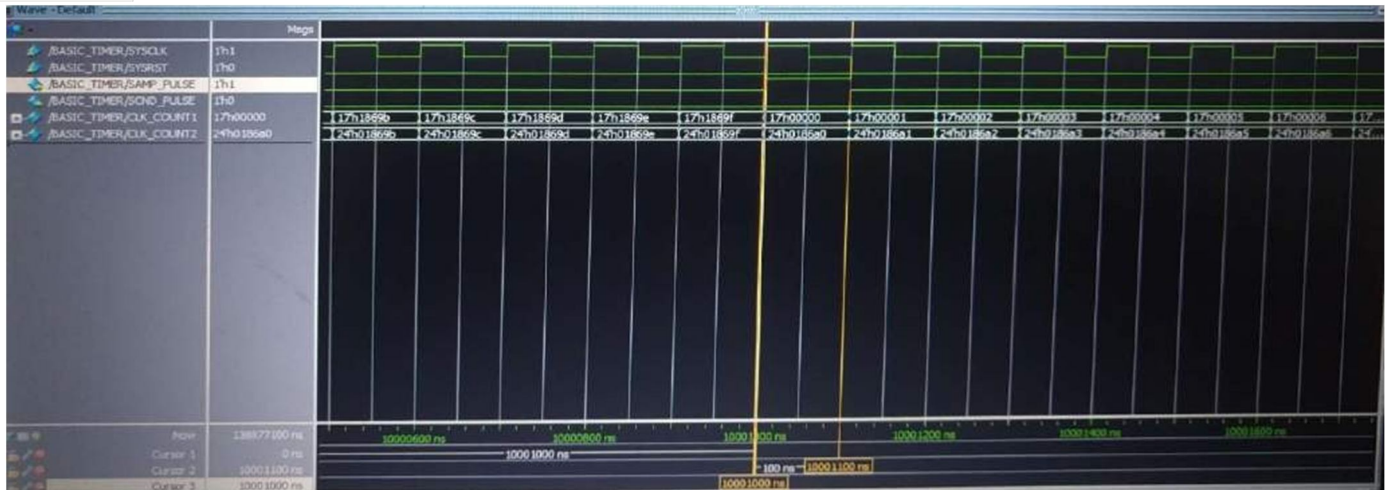 Wave - Default
Msgs
/BASIC_TIMER/SYSCLK 1'h1
/BASIC_TIMER/SYSRST 1'h0
/BASIC_TIMER/SAMP_PULSE 1'h1
/BASIC_TIMER/SCND_PULSE 1'h0
/BASIC_TIMER/CLK_COUNT1 17'h00000 17'h1869b 17'h1869c 17'h1869d 17'h1869e 17'h1869f 17'h00000 17'h00001 17'h00002 17'h00003 17'h00004 17'h00005 17'h00006 17'...
/BASIC_TIMER/CLK_COUNT2 24'h0186a0 24'h01869b 24'h01869c 24'h01869d 24'h01869e 24'h01869f 24'h0186a0 24'h0186a1 24'h0186a2 24'h0186a3 24'h0186a4 24'h0186a5 24'h0186a6 24'...
Now 10000600 ns 10000800 ns 10001200 ns 10001400 ns 10001600 ns
Cursor 1 0 ns 10001000 ns
Cursor 2 10001100 ns 100 ns 10001100 ns
Cursor 3 10001000 ns 10001000 ns